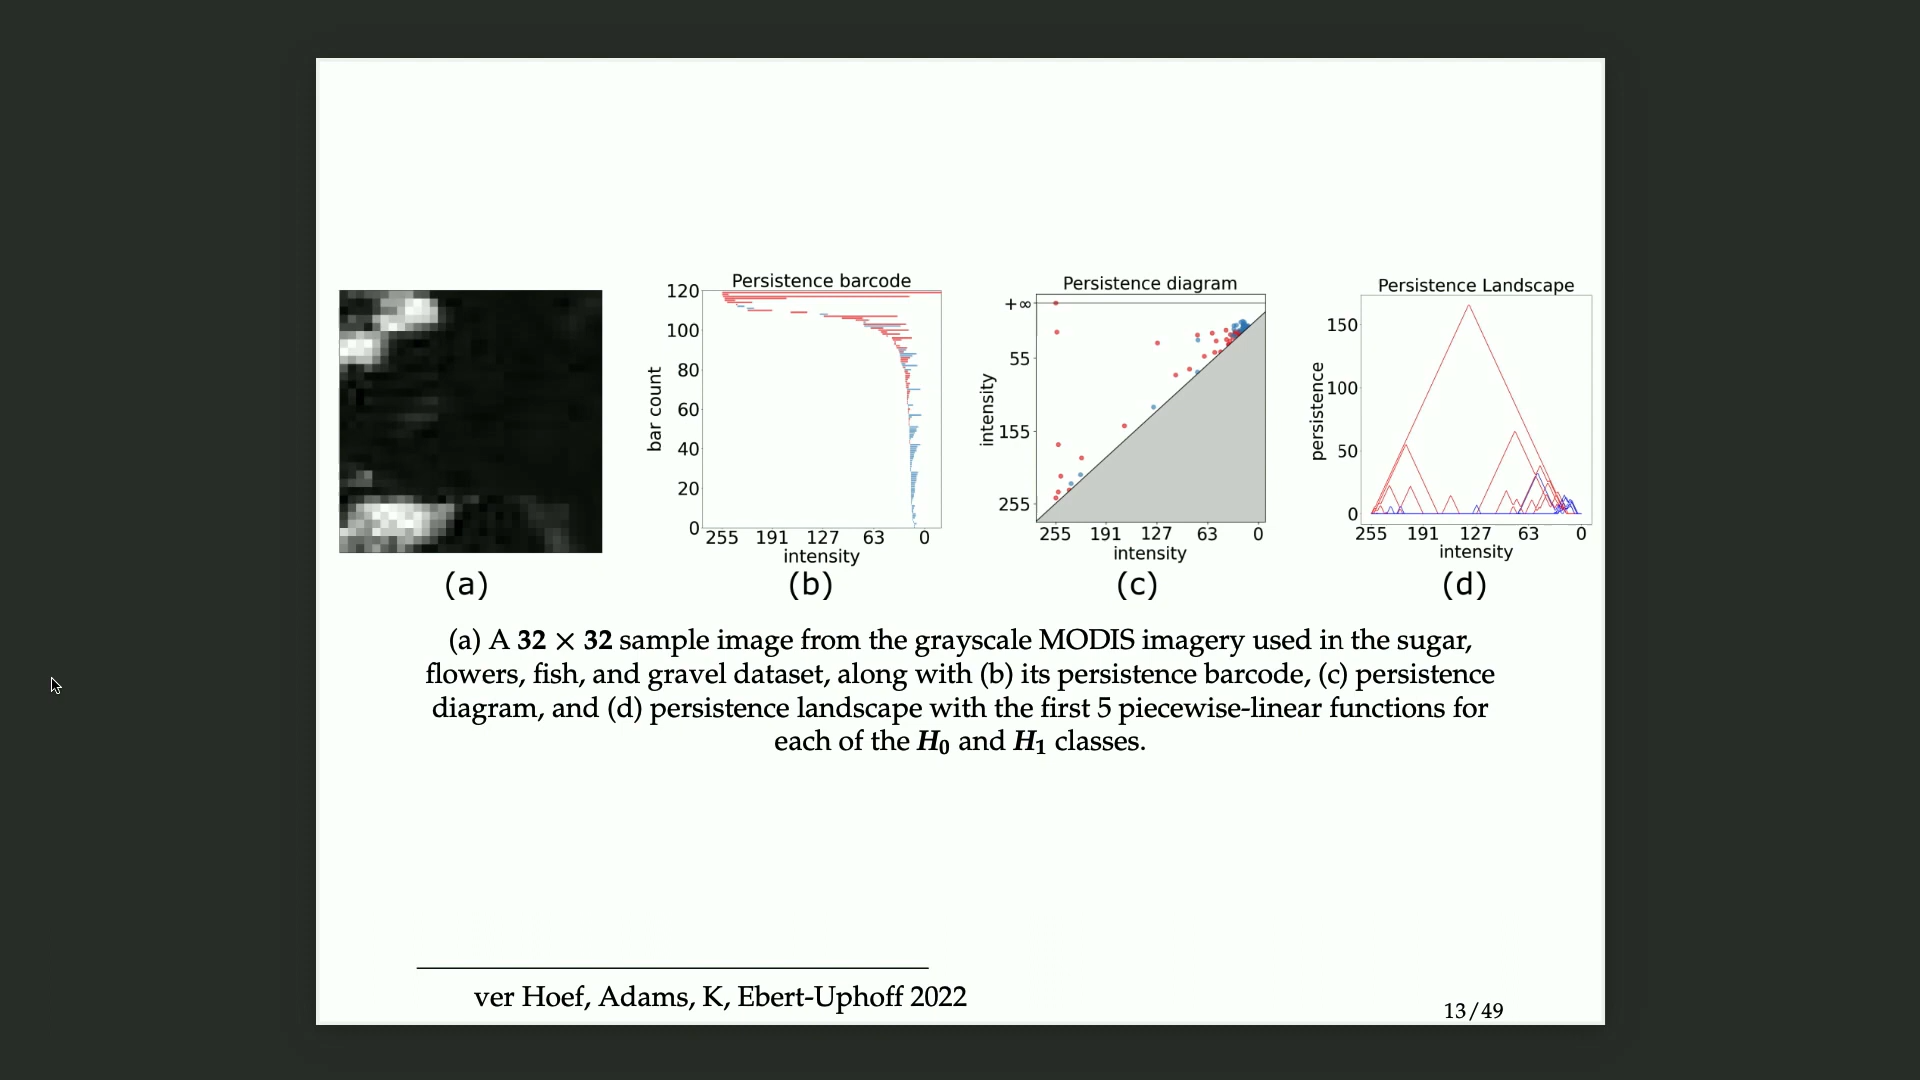 Persistence barcode
120
100
80
60
40
20
0
bar count
255 191 127 63 0
intensity
(b)
Persistence diagram
+∞
55
155
255
intensity
255 191 127 63 0
intensity
(c)
Persistence Landscape
150
100
50
0
persistence
255 191 127 63 0
intensity
(d)
(a)
(a) A 32 × 32 sample image from the grayscale MODIS imagery used in the sugar,
flowers, fish, and gravel dataset, along with (b) its persistence barcode, (c) persistence
diagram, and (d) persistence landscape with the first 5 piecewise-linear functions for
each of the H₀ and H₁ classes.
ver Hoef, Adams, K, Ebert-Uphoff 2022
13/49